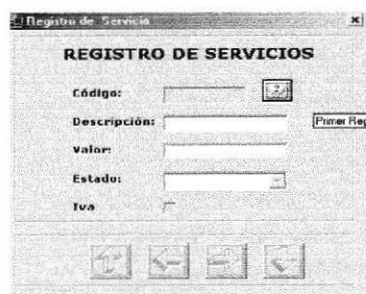 Registro de Servicio
REGISTRO DE SERVICIOS
Código:
Descripción:
Primer Reg
Valor:
Estado:
Iva